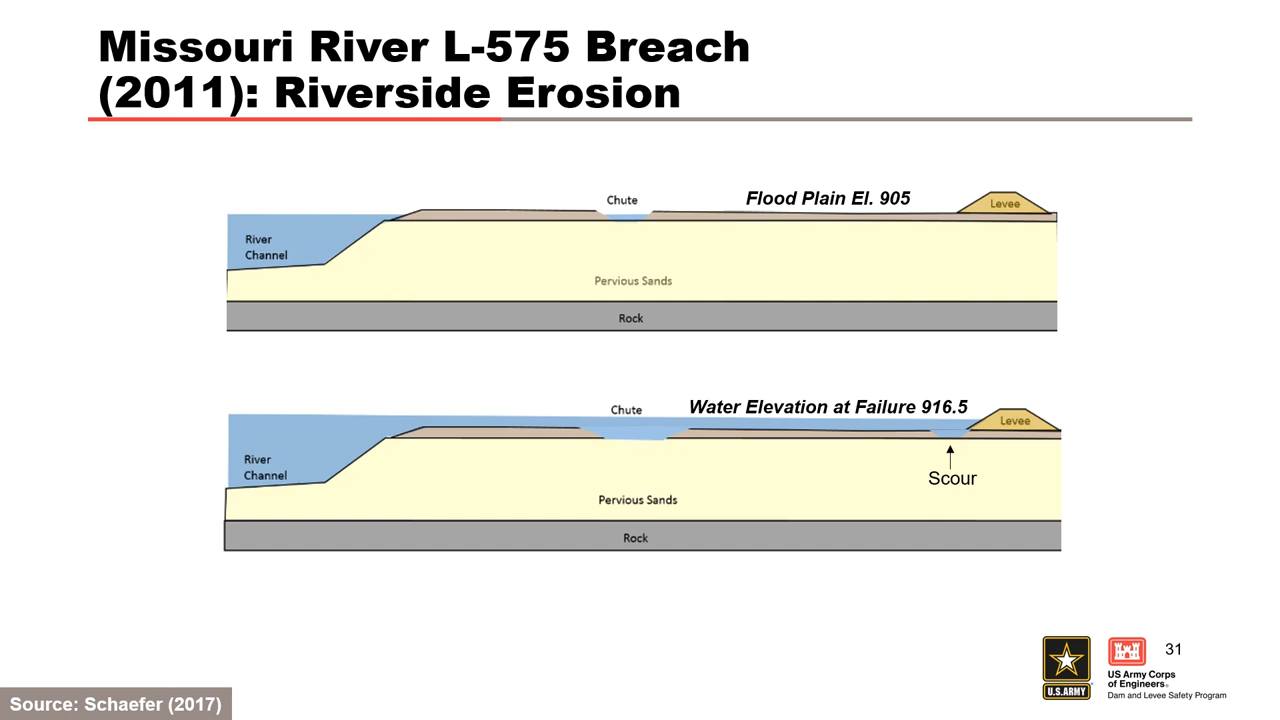 Missouri River L-575 Breach
(2011): Riverside Erosion
Chute
Flood Plain El. 905
Levee
River
Channel
Pervious Sands
Rock
Chute
Water Elevation at Failure 916.5
Levee
River
Channel
Scour
Pervious Sands
Rock
U.S.ARMY
US Army Corps
of Engineers®
Dam and Levee Safety Program
31
Source: Schaefer (2017)